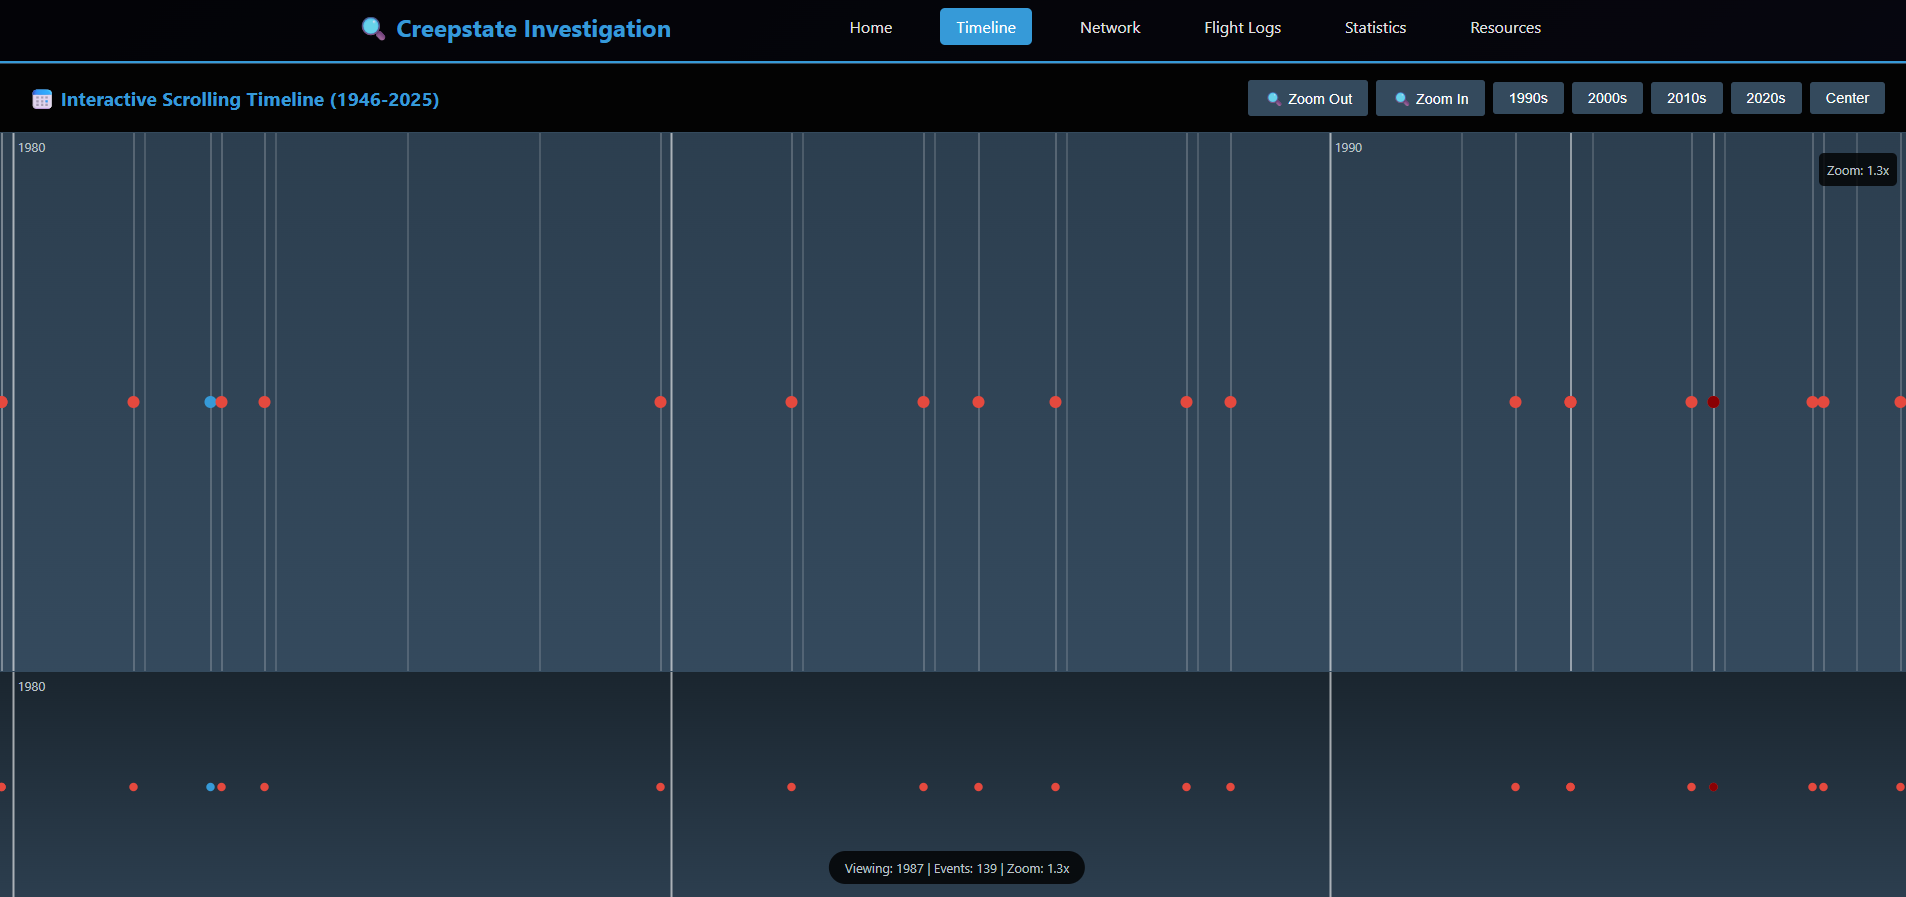 Creepstate Investigation
Home
Timeline
Network
Flight Logs
Statistics
Resources
Interactive Scrolling Timeline (1946-2025)
Zoom Out
Zoom In
1990s
2000s
2010s
2020s
Center
1980
1990
Zoom: 1.3x
1980
Viewing: 1987 | Events: 139 | Zoom: 1.3x